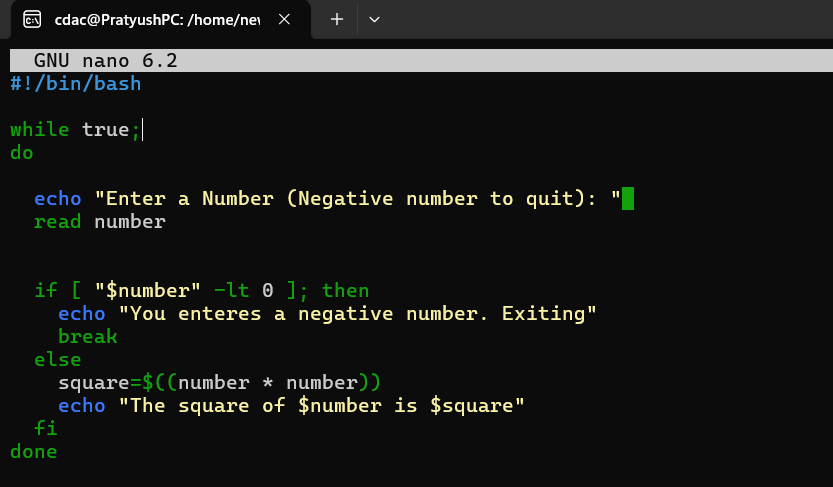 cdac@PratyushPC: /home/nev
GNU nano 6.2
#!/bin/bash
while true;
do
echo "Enter a Number (Negative number to quit): "
read number
if [ "$number" -lt 0 ]; then
echo "You enteres a negative number. Exiting"
break
else
square=$((number * number))
echo "The square of $number is $square"
fi
done